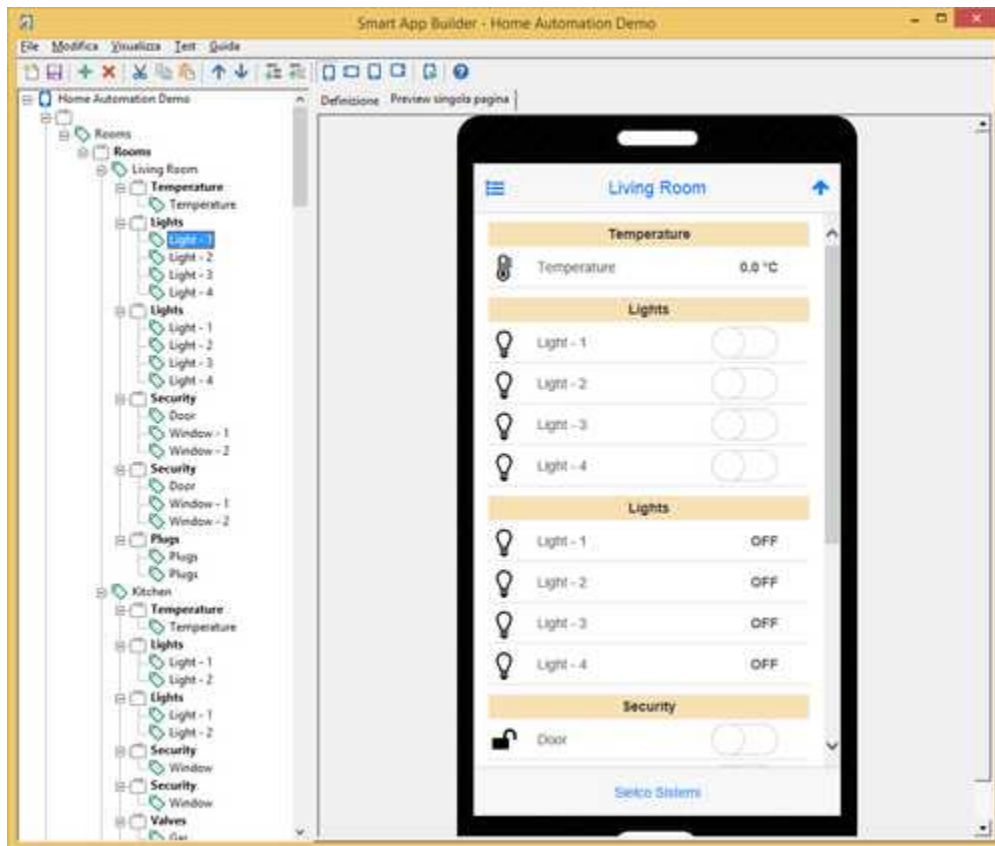 Smart App Builder - Home Automation Demo
File Modifica Visualizza Test Guida
Home Automation Demo
Rooms
Rooms
Living Room
Temperature
Temperature
Lights
Light - 1
Light - 2
Light - 3
Light - 4
Lights
Light - 1
Light - 2
Light - 3
Light - 4
Security
Door
Window - 1
Window - 2
Security
Door
Window - 1
Window - 2
Plugs
Plugs
Plugs
Kitchen
Temperature
Temperature
Lights
Light - 1
Light - 2
Lights
Light - 1
Light - 2
Security
Window
Security
Window
Valves
Gas
Definizione Preview singola pagina
Living Room
Temperature
Temperature 0.0 °C
Lights
Light - 1
Light - 2
Light - 3
Light - 4
Lights
Light - 1 OFF
Light - 2 OFF
Light - 3 OFF
Light - 4 OFF
Security
Door
Sielco Sistemi